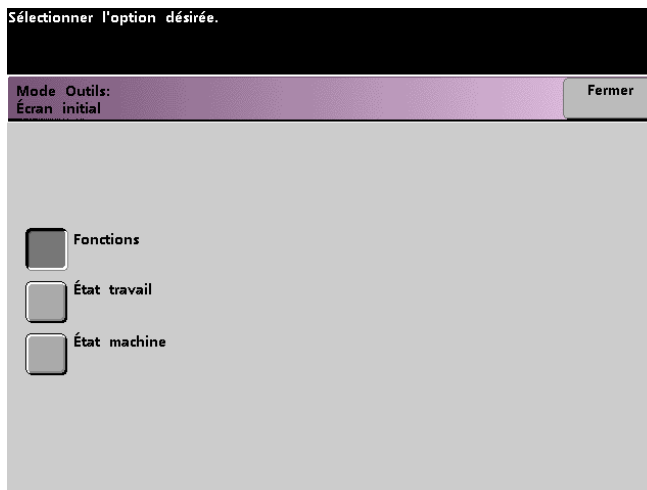 Sélectionner l'option désirée.
Mode Outils:
Écran initial
Fermer
Fonctions
État travail
État machine